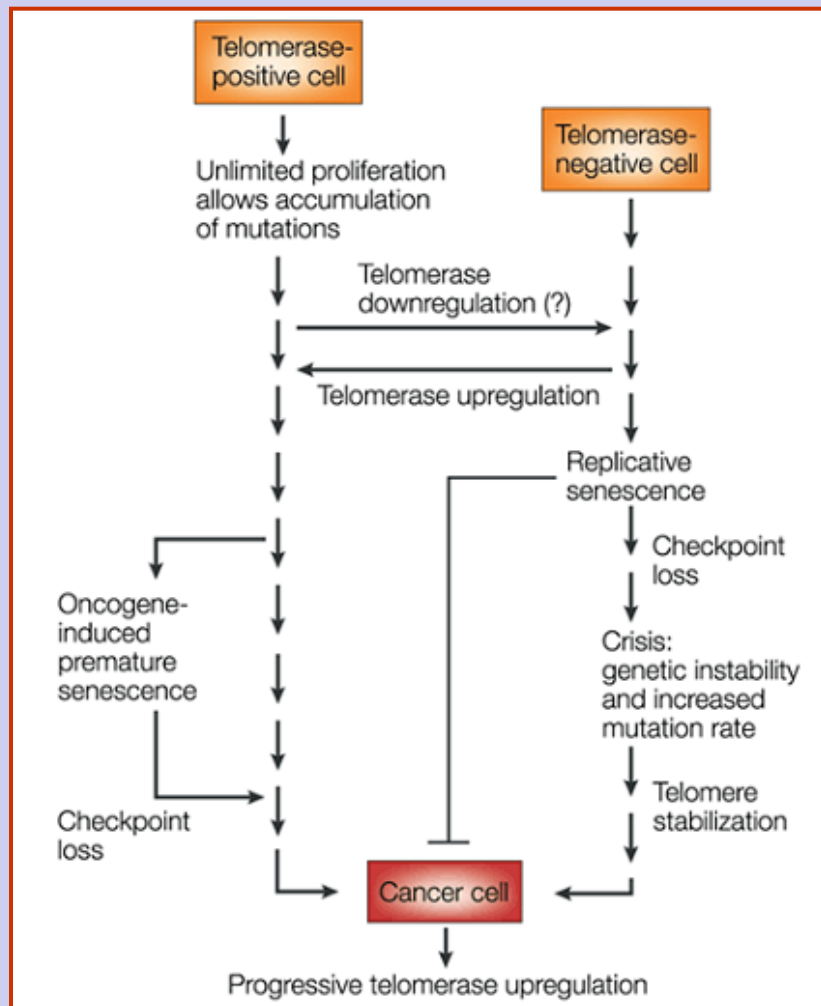 Telomerase-
positive cell
Telomerase-
negative cell
Unlimited proliferation
allows accumulation
of mutations
Telomerase
downregulation (?)
Telomerase upregulation
Replicative
senescence
Checkpoint
loss
Oncogene-
induced
premature
senescence
Crisis:
genetic instability
and increased
mutation rate
Telomere
stabilization
Checkpoint
loss
Cancer cell
Progressive telomerase upregulation